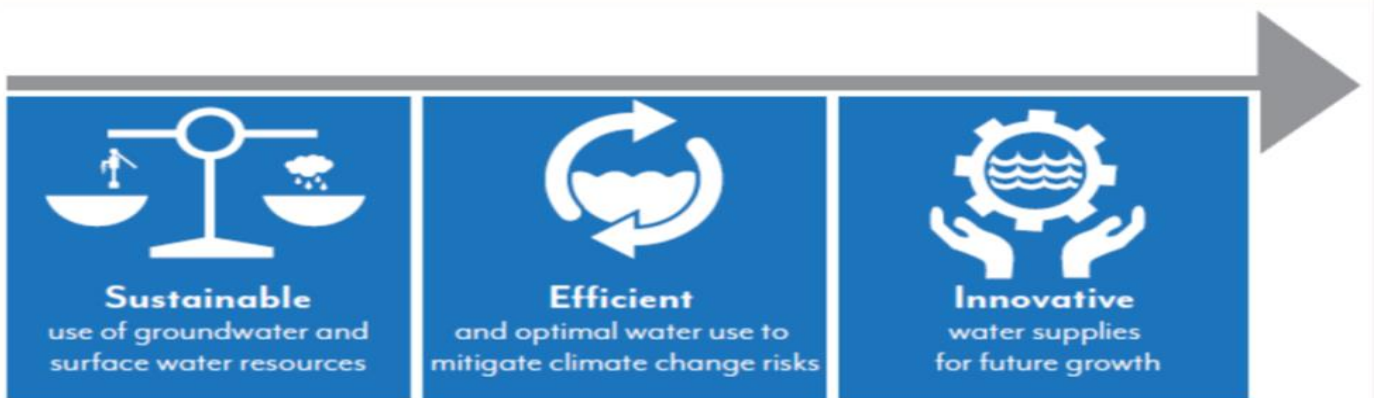 Sustainable
use of groundwater and
surface water resources
Efficient
and optimal water use to
mitigate climate change risks
Innovative
water supplies
for future growth